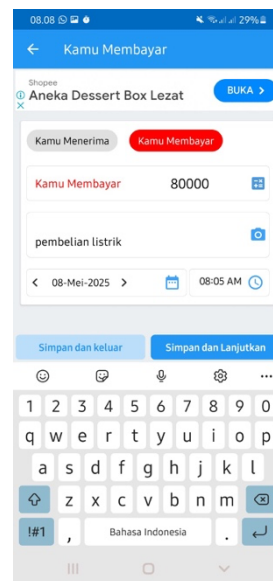 08.08 29%
Kamu Membayar
Shopee
Aneka Dessert Box Lezat
BUKA >
Kamu Menerima Kamu Membayar
Kamu Membayar 80000
pembelian listrik
< 08-Mei-2025 > 08:05 AM
Simpan dan keluar Simpan dan Lanjutkan
1 2 3 4 5 6 7 8 9 0
q w e r t y u i o p
a s d f g h j k l
z x c v b n m
!#1 , Bahasa Indonesia .